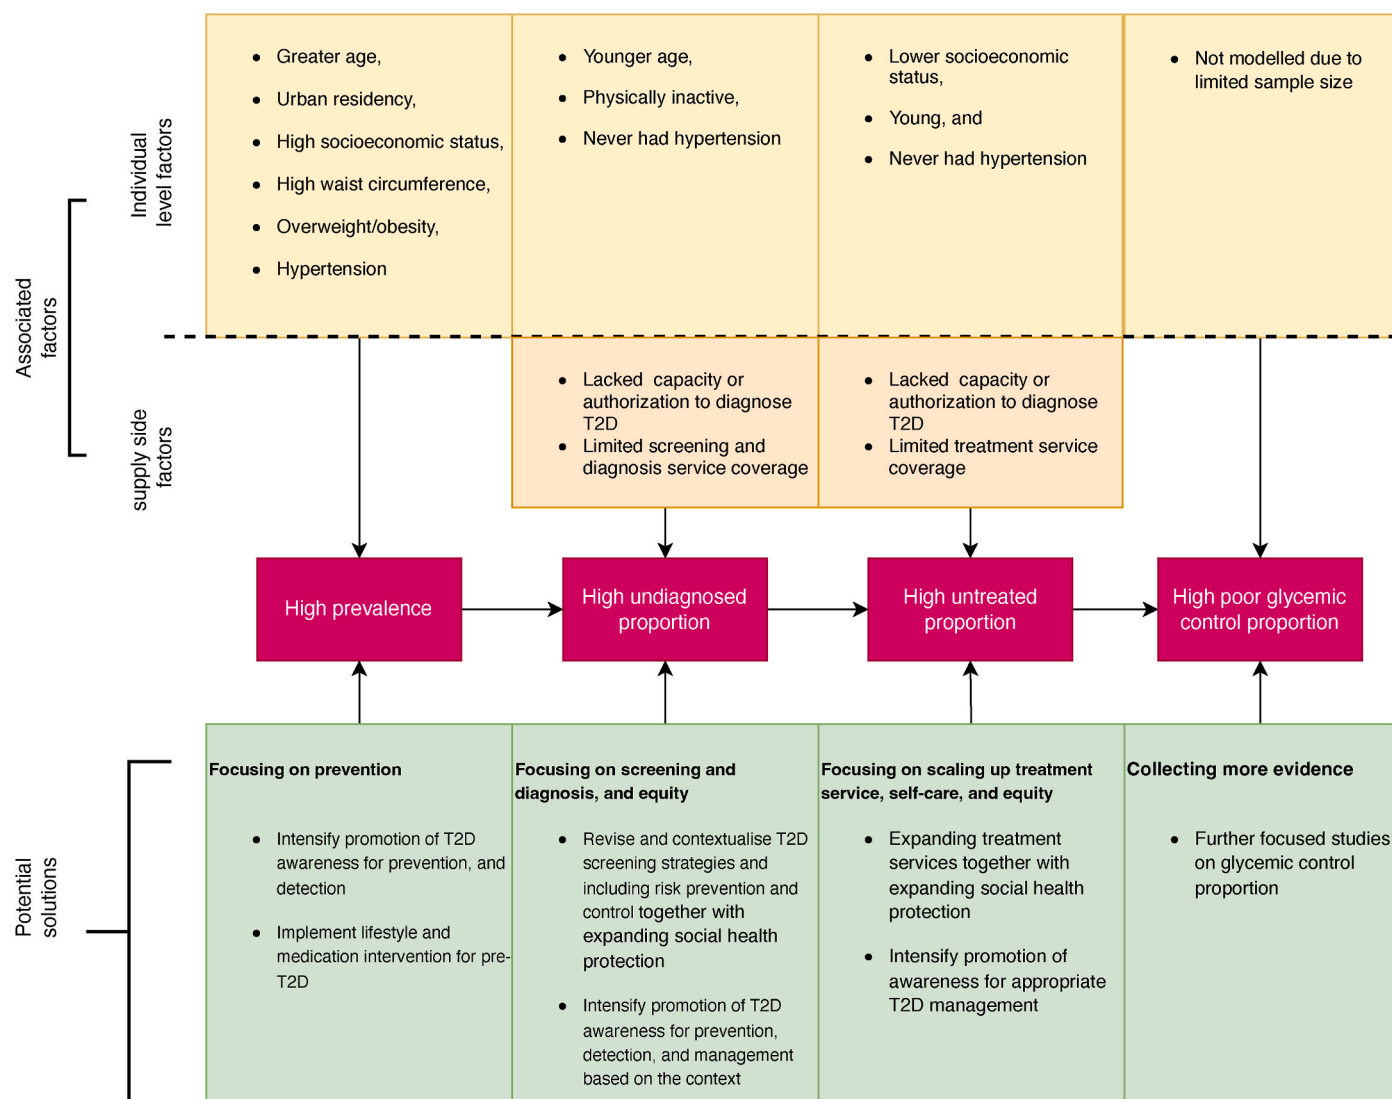 Associated
factors
Individual
level factors
● Greater age,
● Urban residency,
● High socioeconomic status,
● High waist circumference,
● Overweight/obesity,
● Hypertension
● Younger age,
● Physically inactive,
● Never had hypertension
● Lower socioeconomic
status,
● Young, and
● Never had hypertension
● Not modelled due to
limited sample size
supply side
factors
● Lacked capacity or
authorization to diagnose
T2D
● Limited screening and
diagnosis service coverage
● Lacked capacity or
authorization to diagnose
T2D
● Limited treatment service
coverage
High prevalence
High undiagnosed
proportion
High untreated
proportion
High poor glycemic
control proportion
Potential
solutions
Focusing on prevention
● Intensify promotion of T2D
awareness for prevention, and
detection
● Implement lifestyle and
medication intervention for pre-
T2D
Focusing on screening and
diagnosis, and equity
● Revise and contextualise T2D
screening strategies and
including risk prevention and
control together with
expanding social health
protection
● Intensify promotion of T2D
awareness for prevention,
detection, and management
based on the context
Focusing on scaling up treatment
service, self-care, and equity
● Expanding treatment
services together with
expanding social health
protection
● Intensify promotion of
awareness for appropriate
T2D management
Collecting more evidence
● Further focused studies
on glycemic control
proportion